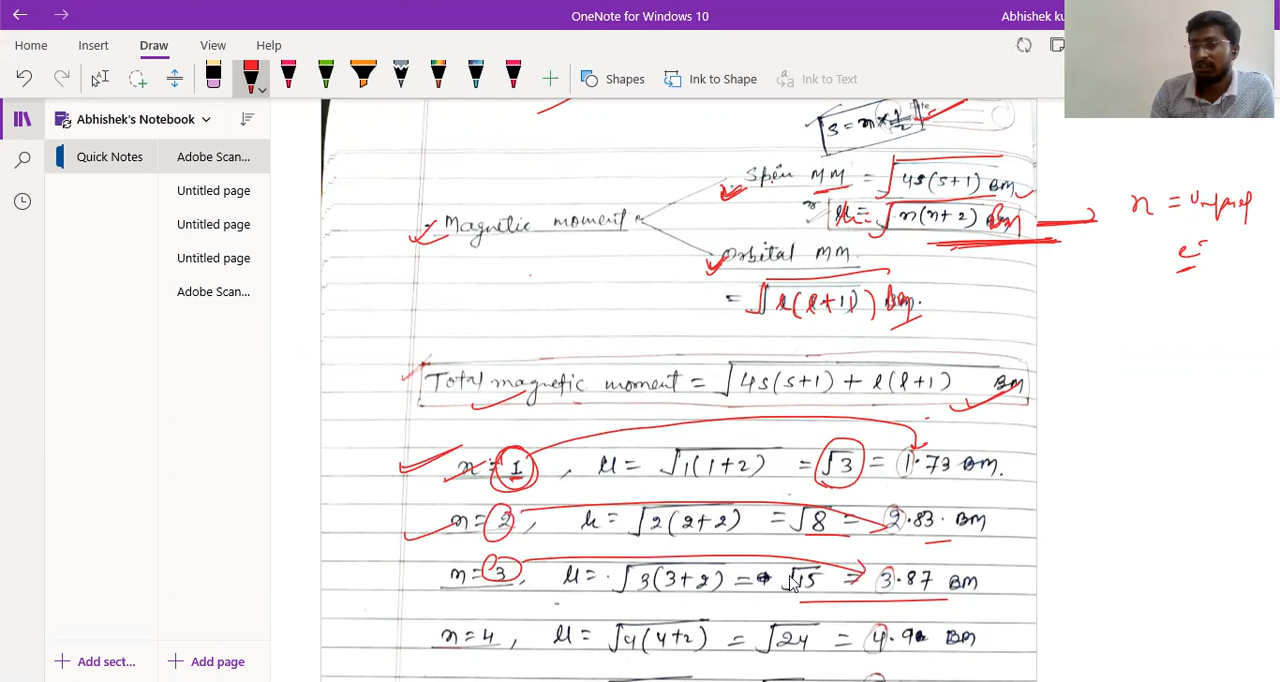 OneNote for Windows 10
Abhishek ku
Home Insert Draw View Help
Shapes Ink to Shape Ink to Text
Abhishek's Notebook
Quick Notes
Adobe Scan...
Untitled page
Untitled page
Untitled page
Adobe Scan...
Add sect...
Add page
Date
S = n × 1/2
Magnetic moment
Spin MM = √4s(s+1) BM
μ = √n(n+2) BM
n = unpaired e⁻
Orbital MM
= √l(l+1) BM.
Total magnetic moment = √4s(s+1) + l(l+1) BM
n = 1, μ = √1(1+2) = √3 = 1.73 BM.
n = 2, μ = √2(2+2) = √8 = 2.83. BM
n = 3, μ = √3(3+2) = √15 = 3.87 BM
n = 4, μ = √4(4+2) = √24 = 4.9 BM